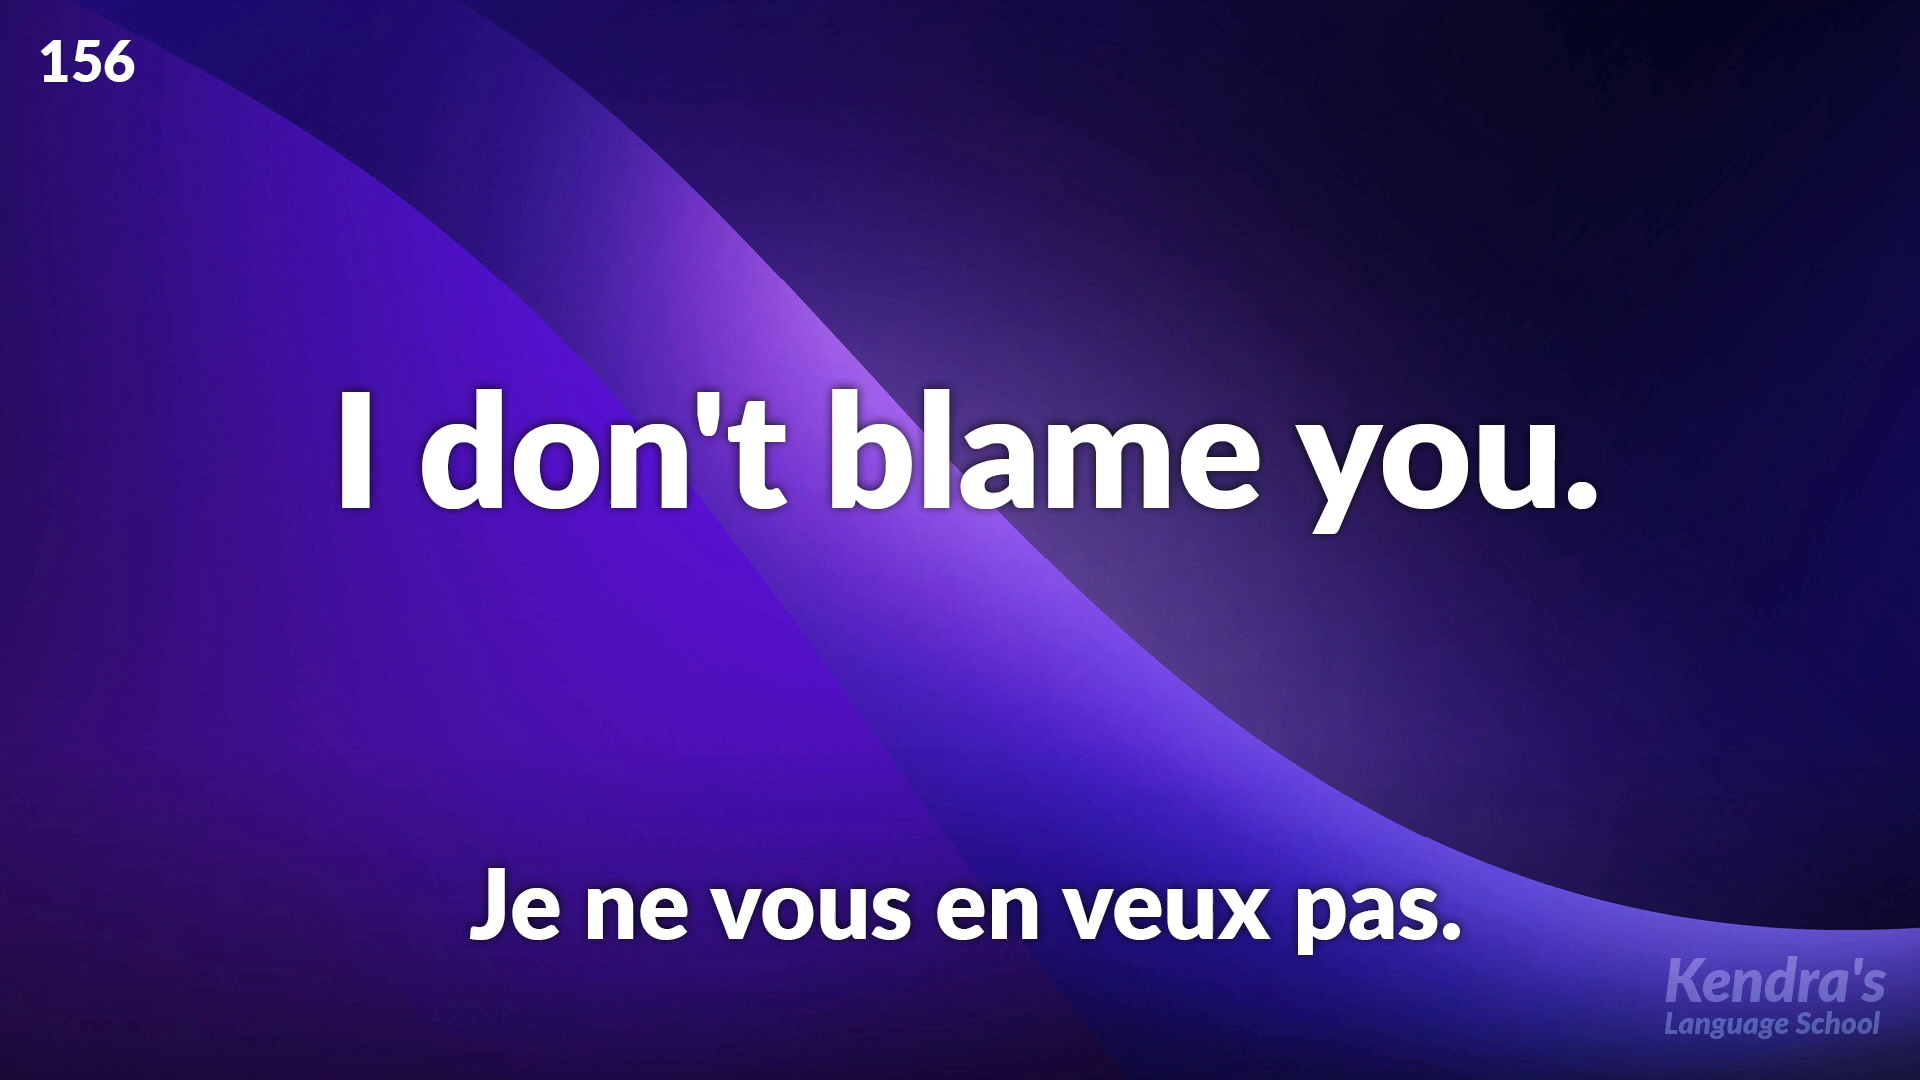 156
I don't blame you.
Je ne vous en veux pas.
Kendra's
Language School